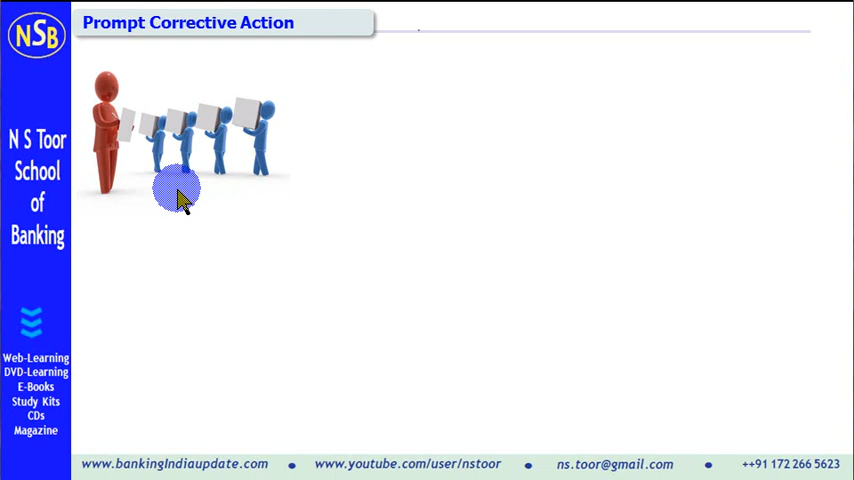 NSB
Prompt Corrective Action
N S Toor
School
of
Banking
Web-Learning
DVD-Learning
E-Books
Study Kits
CDs
Magazine
www.bankingIndiaupdate.com • www.youtube.com/user/nstoor • ns.toor@gmail.com • ++91 172 266 5623